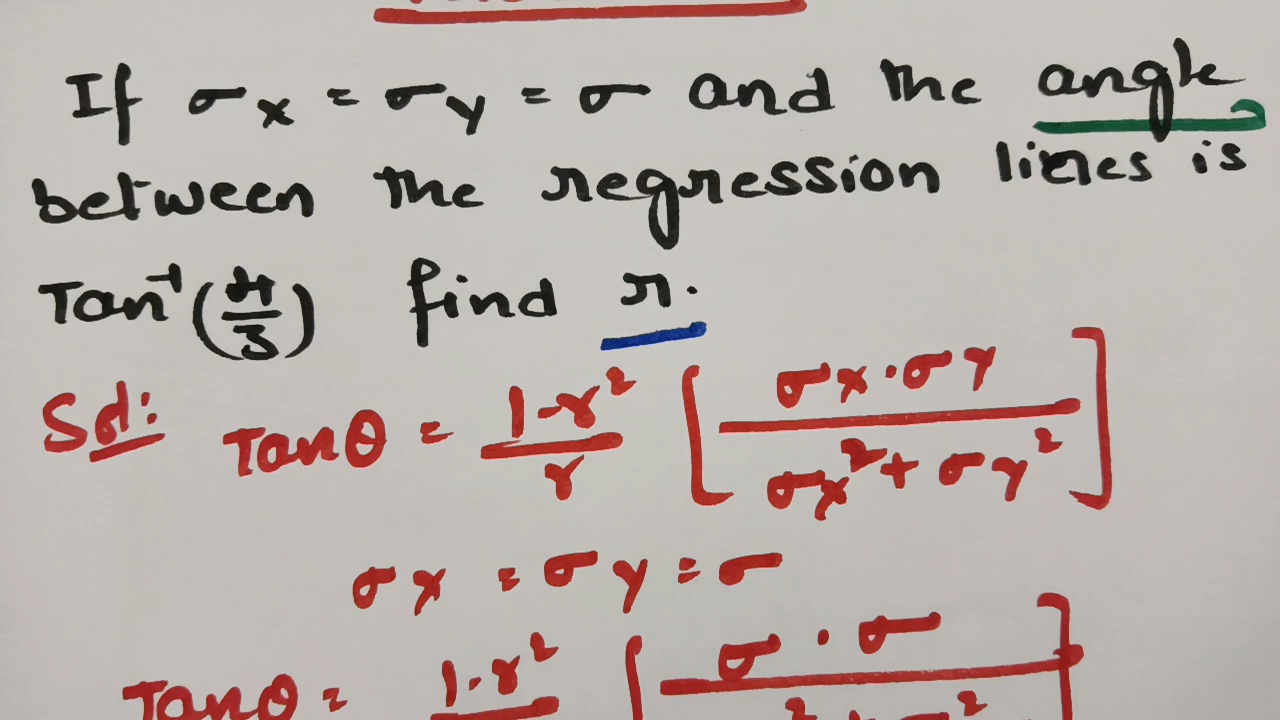 If σx = σy = σ and the angle
between the regression lines is
Tan⁻¹(4/3) find r.
Sol: Tanθ = (1-r²)/r [(σx·σy)/(σx²+σy²)]
σx = σy = σ
Tanθ = 1-r² [σ·σ